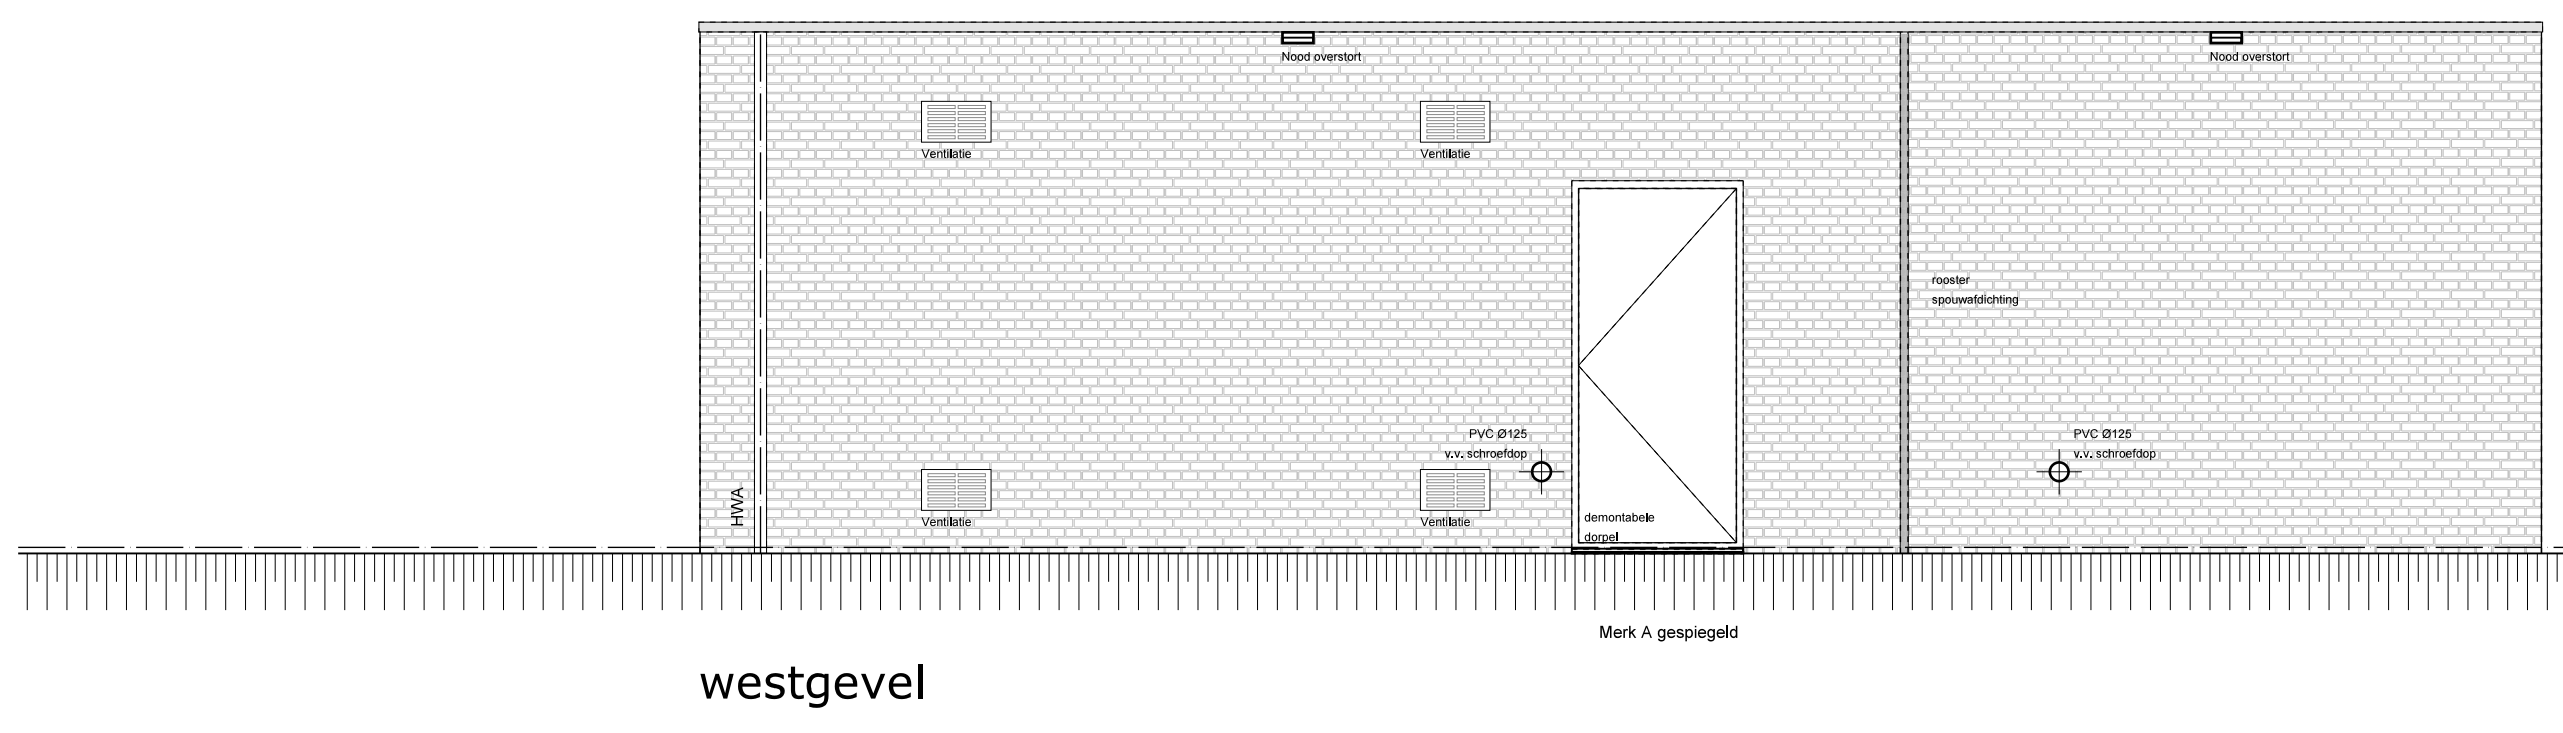 Nood overstort
Nood overstort
Ventilatie
Ventilatie
rooster
spouwafdichting
PVC Ø125
v.v. schroefdop
PVC Ø125
v.v. schroefdop
HWA
Ventilatie
Ventilatie
demontabele
dorpel
Merk A gespiegeld
westgevel